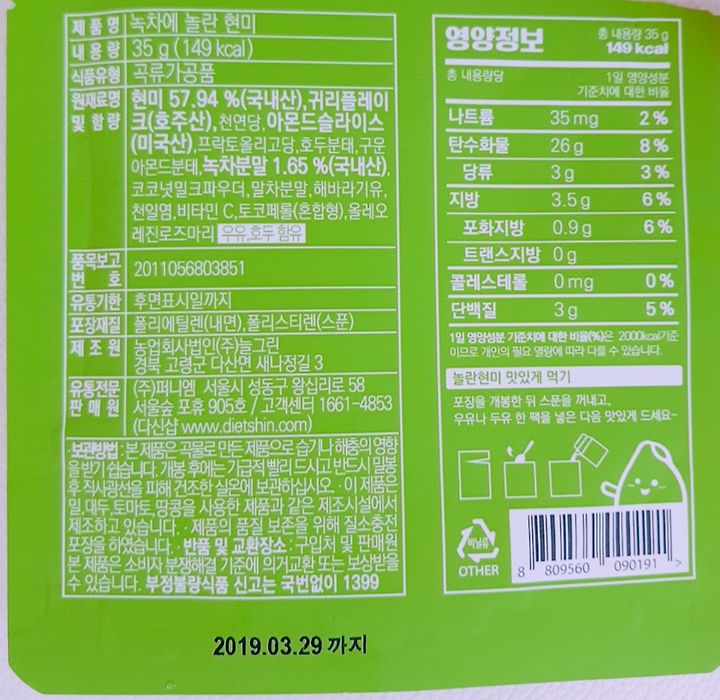 제품명 녹차에 놀란 현미
내용량 35 g (149 kcal)
식품유형 곡류가공품
원재료명 및 함량 현미 57.94 %(국내산),귀리플레이
크(호주산),천연당,아몬드슬라이스
(미국산),프락토올리고당,호두분태,구운
아몬드분태,녹차분말 1.65 %(국내산),
코코넛밀크파우더,말차분말,해바라기유,
천일염,비타민 C,토코페롤(혼합형),올레오
레진로즈마리 우유,호두 함유
품목보고번호 2011056803851
유통기한 후면표시일까지
포장재질 폴리에틸렌(내면),폴리스티렌(스푼)
제조원 농업회사법인(주)늘그린
경북 고령군 다산면 새나정길 3
유통전문판매원 (주)퍼니엠 서울시 성동구 왕십리로 58
서울숲 포휴 905호 / 고객센터 1661-4853
(다신샵 www.dietshin.com)
·보관방법 : 본 제품은 곡물로 만든 제품으로 습기나 해충의 영향
을 받기 쉽습니다. 개봉 후에는 가급적 빨리 드시고 반드시 밀봉
후 직사광선을 피해 건조한 실온에 보관하십시오. · 이 제품은
밀,대두,토마토,땅콩을 사용한 제품과 같은 제조시설에서
제조하고 있습니다. · 제품의 품질 보존을 위해 질소충전
포장을 하였습니다. · 반품 및 교환장소 : 구입처 및 판매원
본 제품은 소비자 분쟁해결 기준에 의거교환 또는 보상받을
수 있습니다. 부정불량식품 신고는 국번없이 1399
2019.03.29 까지
영양정보 총 내용량 35 g
149 kcal
총 내용량당 1일 영양성분
기준치에 대한 비율
나트륨 35 mg 2 %
탄수화물 26 g 8 %
당류 3 g 3 %
지방 3.5 g 6 %
포화지방 0.9 g 6 %
트랜스지방 0 g
콜레스테롤 0 mg 0 %
단백질 3 g 5 %
1일 영양성분 기준치에 대한 비율(%)은 2000kcal기준
이므로 개인의 필요 열량에 따라 다를 수 있습니다.
놀란현미 맛있게 먹기
포장을 개봉한 뒤 스푼을 꺼내고,
우유나 두유 한 팩을 넣은 다음 맛있게 드세요~
비닐류
OTHER
8 809560 090191 >